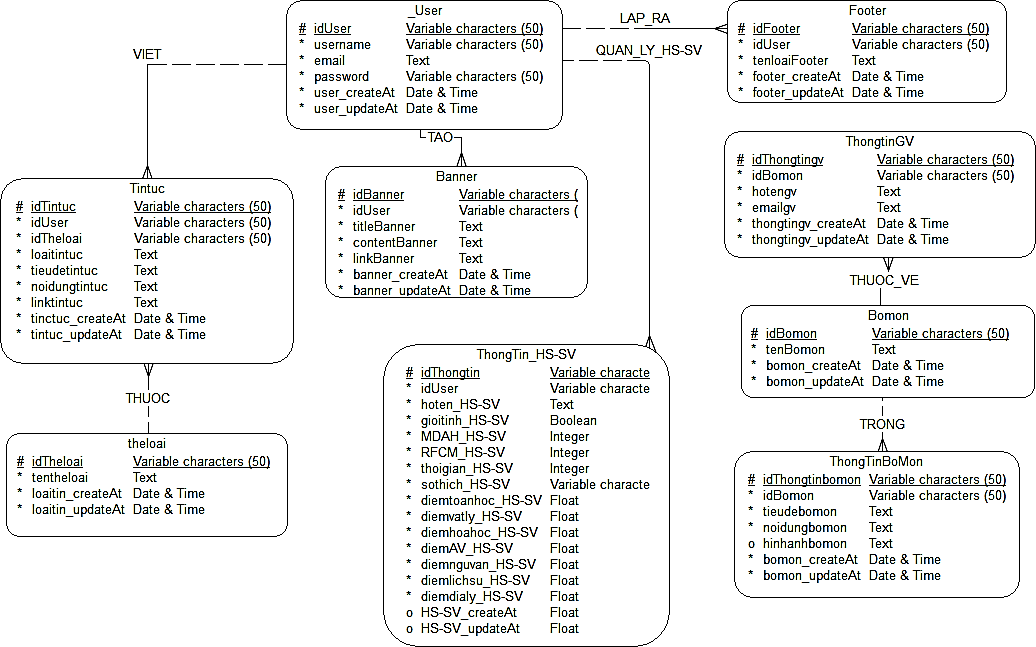 _User
# idUser Variable characters (50)
* username Variable characters (50)
* email Text
* password Variable characters (50)
* user_createAt Date & Time
* user_updateAt Date & Time
LAP_RA
QUAN_LY_HS-SV
VIET
TAO
Footer
# idFooter Variable characters (50)
* idUser Variable characters (50)
* tenloaiFooter Text
* footer_createAt Date & Time
* footer_updateAt Date & Time
ThongtinGV
# idThongtingv Variable characters (50)
* idBomon Variable characters (50)
* hotengv Text
* emailgv Text
* thongtingv_createAt Date & Time
* thongtingv_updateAt Date & Time
Tintuc
# idTintuc Variable characters (50)
* idUser Variable characters (50)
* idTheloai Variable characters (50)
* loaitintuc Text
* tieudetintuc Text
* noidungtintuc Text
* linktintuc Text
* tinctuc_createAt Date & Time
* tintuc_updateAt Date & Time
Banner
# idBanner Variable characters (
* idUser Variable characters (
* titleBanner Text
* contentBanner Text
* linkBanner Text
* banner_createAt Date & Time
* banner_updateAt Date & Time
THUOC_VE
Bomon
# idBomon Variable characters (50)
* tenBomon Text
* bomon_createAt Date & Time
* bomon_updateAt Date & Time
ThongTin_HS-SV
# idThongtin Variable characte
* idUser Variable characte
* hoten_HS-SV Text
* gioitinh_HS-SV Boolean
* MDAH_HS-SV Integer
* RFCM_HS-SV Integer
* thoigian_HS-SV Integer
* sothich_HS-SV Variable characte
* diemtoanhoc_HS-SV Float
* diemvatly_HS-SV Float
* diemhoahoc_HS-SV Float
* diemAV_HS-SV Float
* diemnguvan_HS-SV Float
* diemlichsu_HS-SV Float
* diemdialy_HS-SV Float
o HS-SV_createAt Float
o HS-SV_updateAt Float
THUOC
theloai
# idTheloai Variable characters (50)
* tentheloai Text
* loaitin_createAt Date & Time
* loaitin_updateAt Date & Time
TRONG
ThongTinBoMon
# idThongtinbomon Variable characters (50)
* idBomon Variable characters (50)
* tieudebomon Text
* noidungbomon Text
o hinhanhbomon Text
* bomon_createAt Date & Time
* bomon_updateAt Date & Time